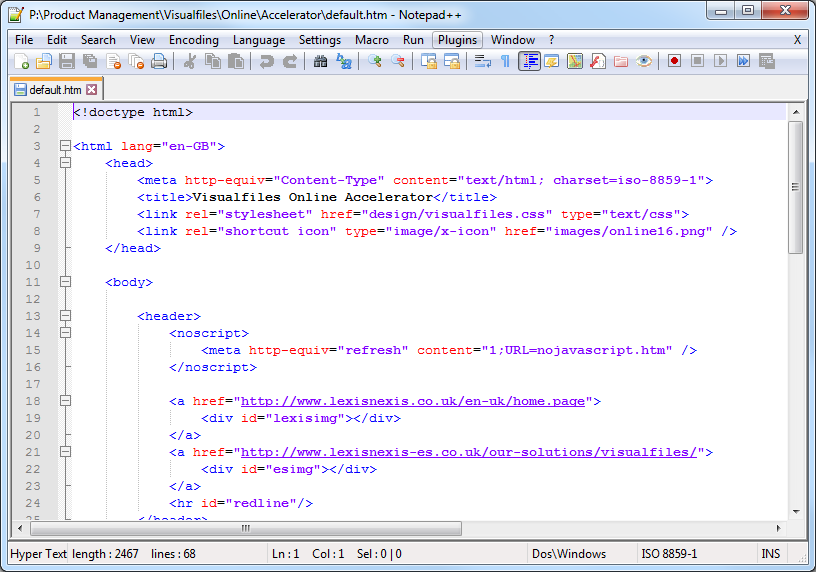 P:\Product Management\Visualfiles\Online\Accelerator\default.htm - Notepad++
File Edit Search View Encoding Language Settings Macro Run Plugins Window ? X
default.htm
1 <!doctype html>
2
3 <html lang="en-GB">
4 <head>
5 <meta http-equiv="Content-Type" content="text/html; charset=iso-8859-1">
6 <title>Visualfiles Online Accelerator</title>
7 <link rel="stylesheet" href="design/visualfiles.css" type="text/css">
8 <link rel="shortcut icon" type="image/x-icon" href="images/online16.png" />
9 </head>
10
11 <body>
12
13 <header>
14 <noscript>
15 <meta http-equiv="refresh" content="1;URL=nojavascript.htm" />
16 </noscript>
17
18 <a href="http://www.lexisnexis.co.uk/en-uk/home.page">
19 <div id="lexisimg"></div>
20 </a>
21 <a href="http://www.lexisnexis-es.co.uk/our-solutions/visualfiles/">
22 <div id="esimg"></div>
23 </a>
24 <hr id="redline"/>
25 </header>
Hyper Text length : 2467 lines : 68 Ln : 1 Col : 1 Sel : 0 | 0 Dos\Windows ISO 8859-1 INS